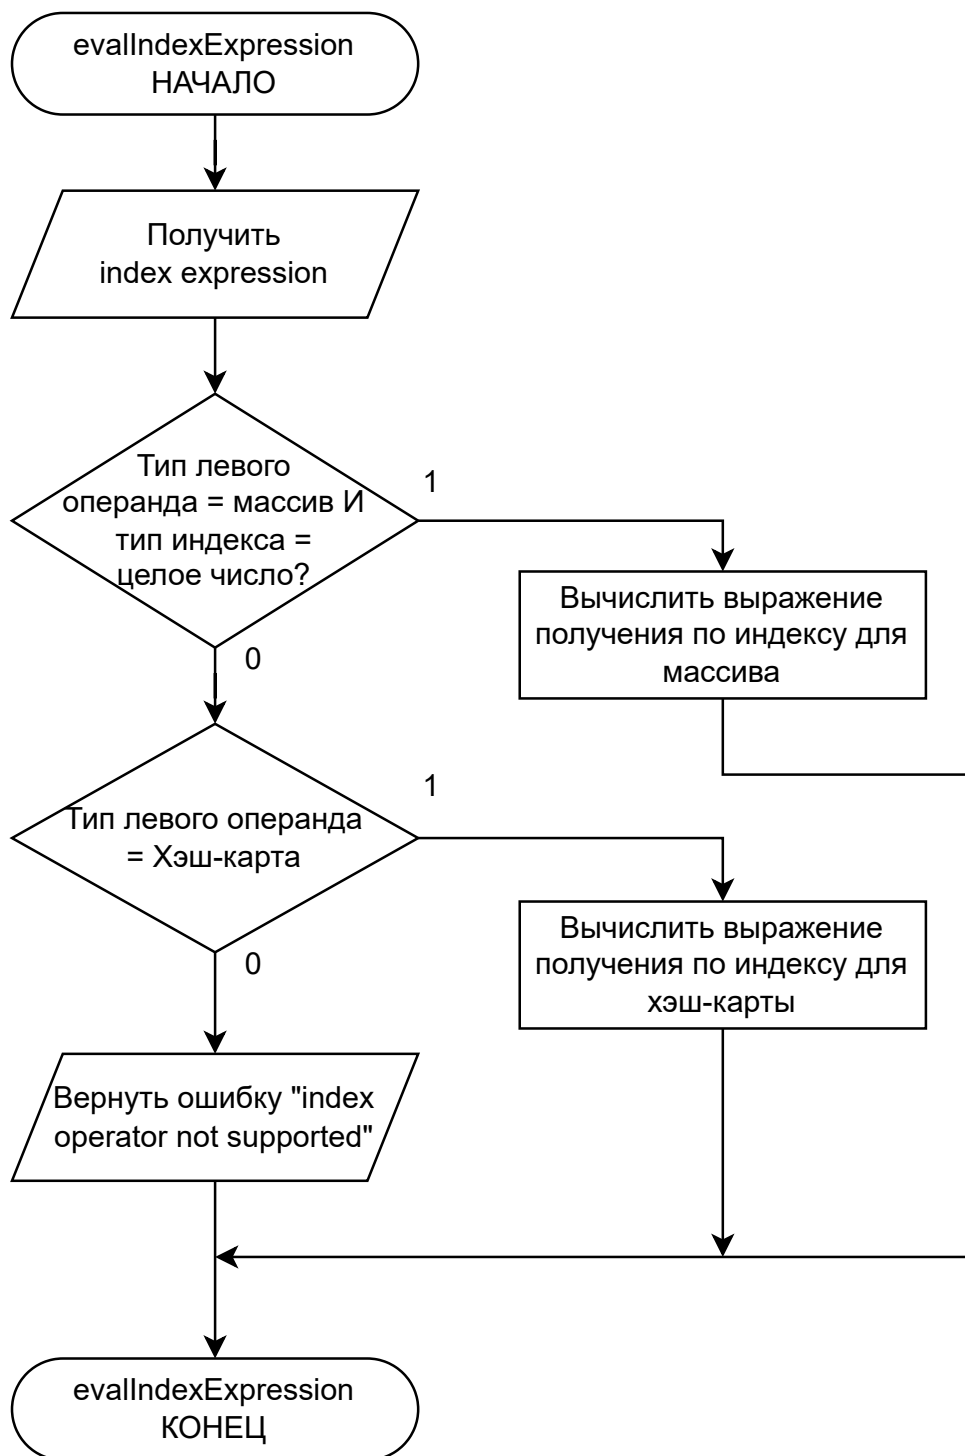 evalIndexExpression
НАЧАЛО
Получить
index expression
Тип левого
операнда = массив И
тип индекса =
целое число?
1
0
Вычислить выражение
получения по индексу для
массива
Тип левого операнда
= Хэш-карта
1
0
Вычислить выражение
получения по индексу для
хэш-карты
Вернуть ошибку "index
operator not supported"
evalIndexExpression
КОНЕЦ